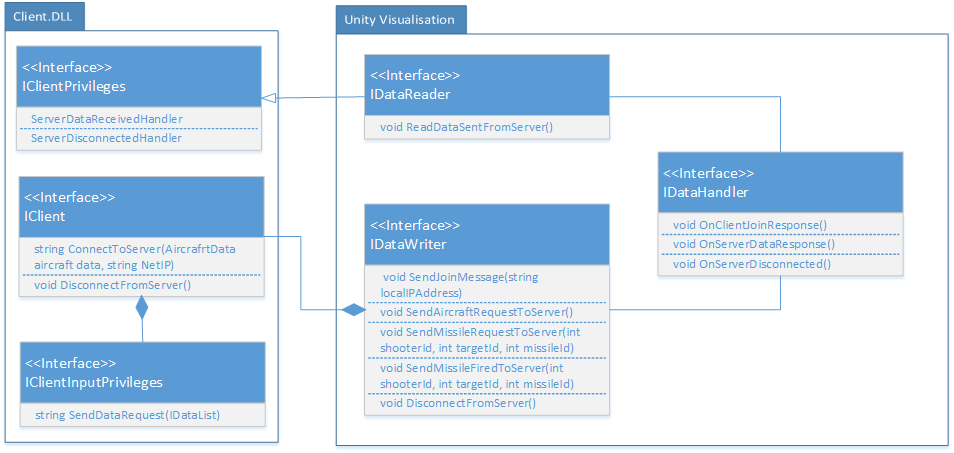 Client.DLL
<<Interface>>
IClientPrivileges
ServerDataReceivedHandler
ServerDisconnectedHandler
<<Interface>>
IClient
string ConnectToServer(AircrafrtData
aircraft data, string NetIP)
void DisconnectFromServer()
<<Interface>>
IClientInputPrivileges
string SendDataRequest(IDataList)
Unity Visualisation
<<Interface>>
IDataReader
void ReadDataSentFromServer()
<<Interface>>
IDataWriter
void SendJoinMessage(string
localIPAddress)
void SendAircraftRequestToServer()
void SendMissileRequestToServer(int
shooterId, int targetId, int missileId)
void SendMissileFiredToServer(int
shooterId, int targetId, int missileId)
void DisconnectFromServer()
<<Interface>>
IDataHandler
void OnClientJoinResponse()
void OnServerDataResponse()
void OnServerDisconnected()